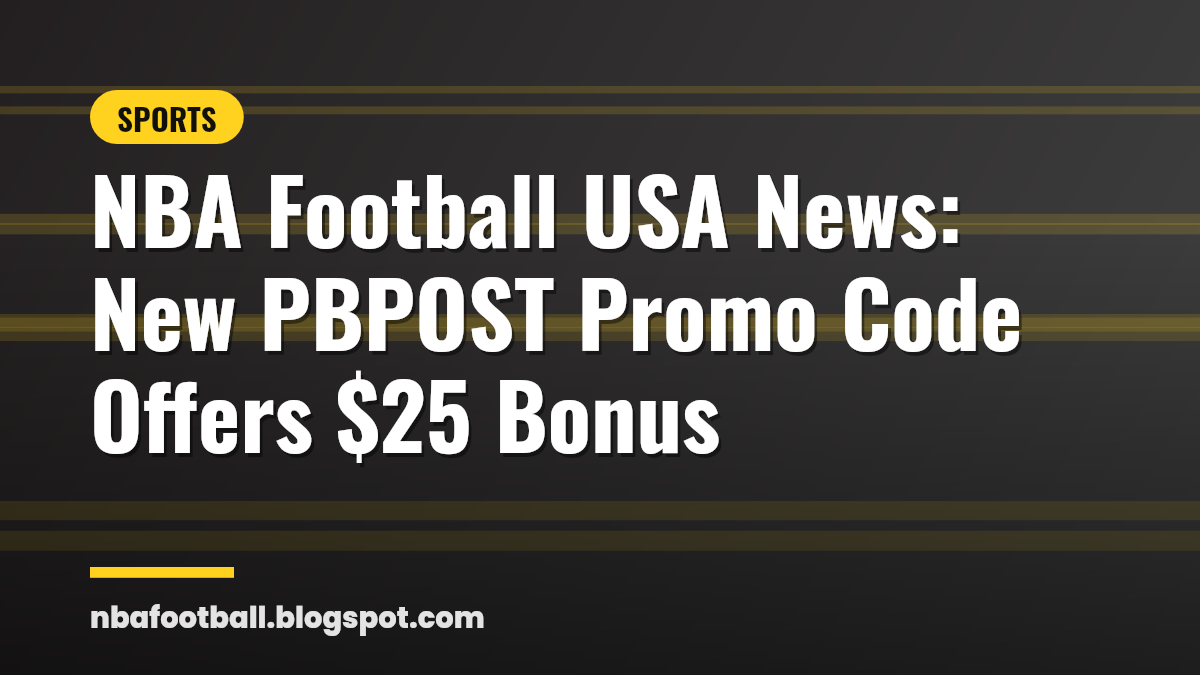 SPORTS
NBA Football USA News:
New PBPOST Promo Code
Offers $25 Bonus
nbafootball.blogspot.com